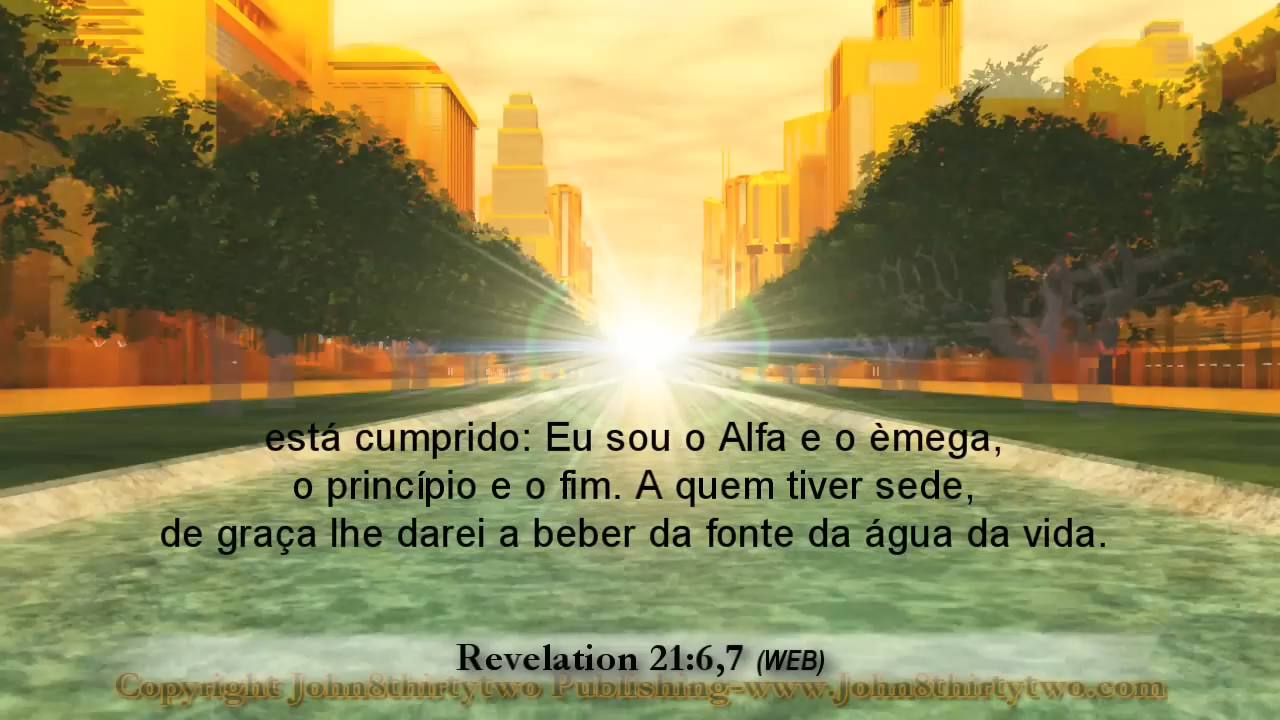 está cumprido: Eu sou o Alfa e o èmega,
o princípio e o fim. A quem tiver sede,
de graça lhe darei a beber da fonte da água da vida.
Revelation 21:6,7 (WEB)
Copyright John8thirtytwo Publishing-www.John8thirtytwo.com